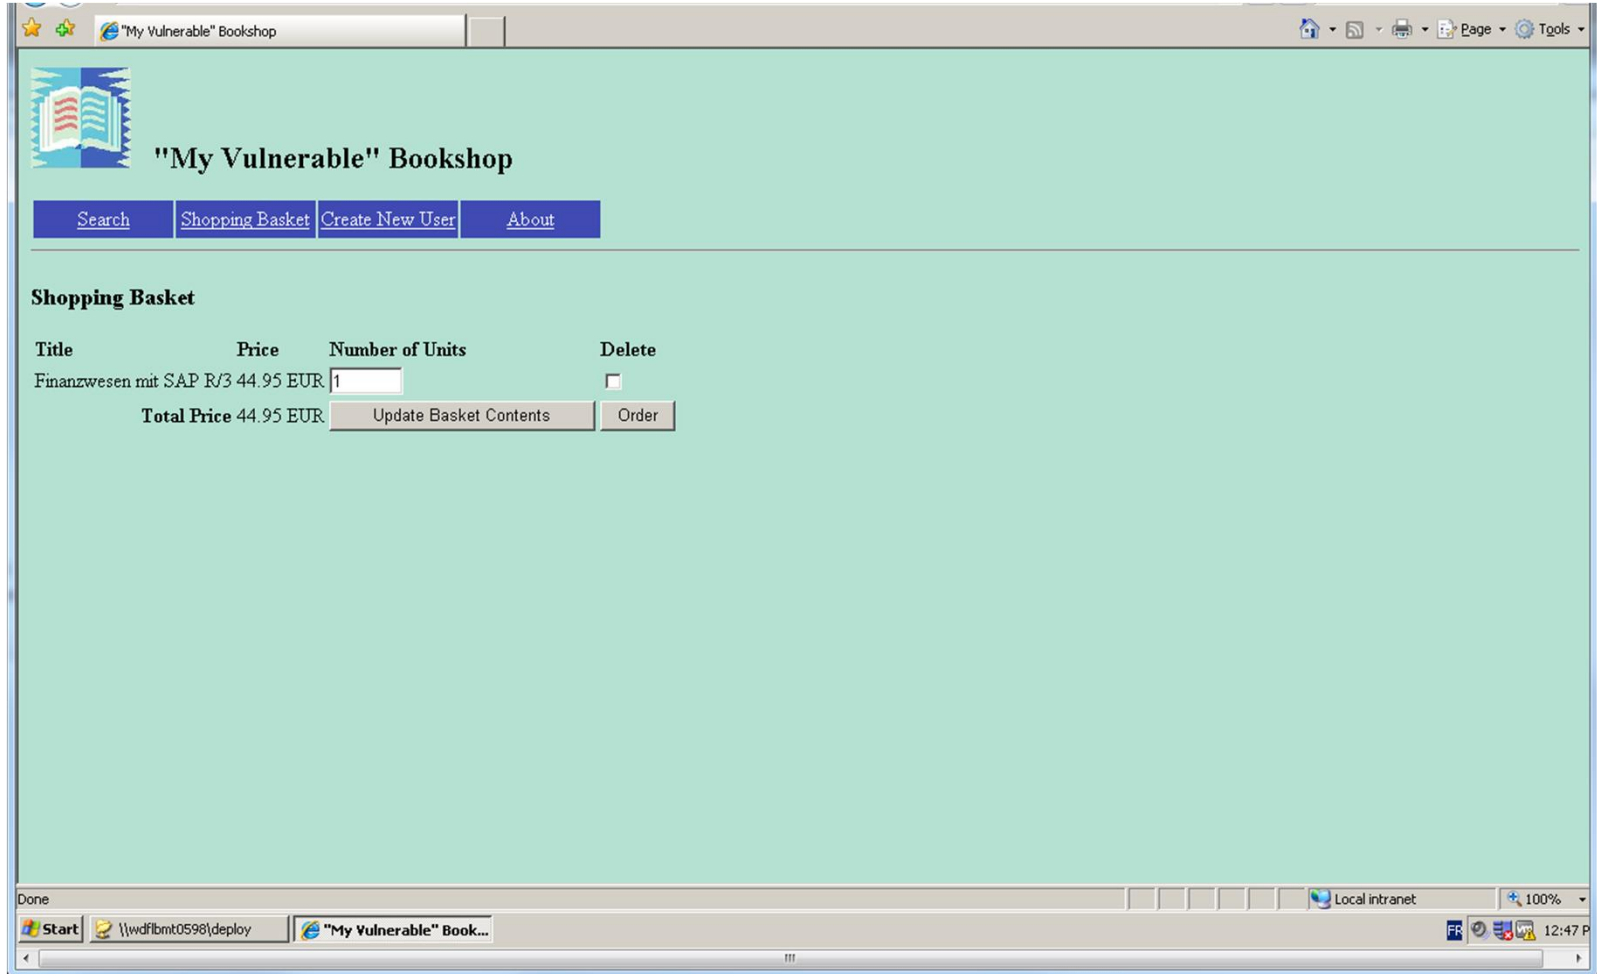 "My Vulnerable" Bookshop
Page
Tools
"My Vulnerable" Bookshop
Search Shopping Basket Create New User About
Shopping Basket
Title Price Number of Units Delete
Finanzwesen mit SAP R/3 44.95 EUR 1
Total Price 44.95 EUR Update Basket Contents Order
Done Local intranet 100%
Start \\wdflbmt0598\deploy "My Vulnerable" Book... FR 12:47 P